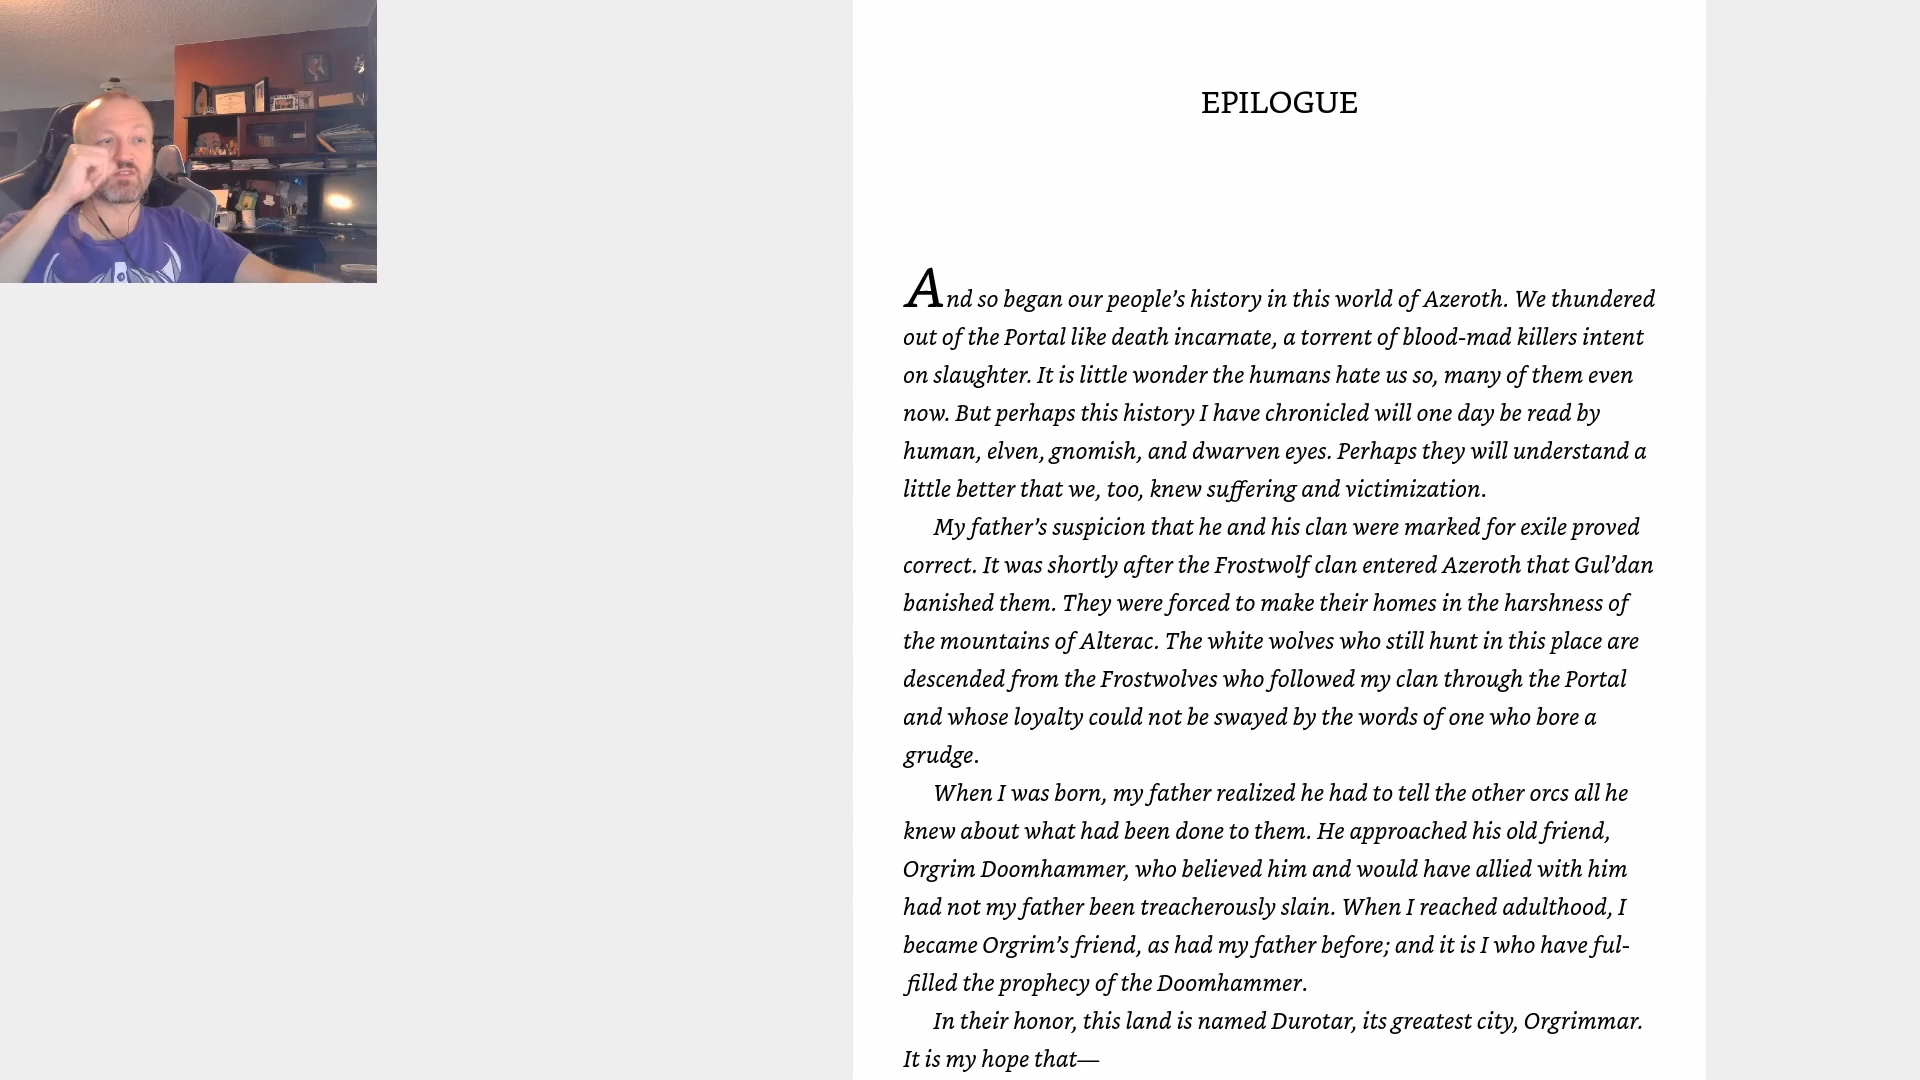 EPILOGUE
And so began our people’s history in this world of Azeroth. We thundered
out of the Portal like death incarnate, a torrent of blood-mad killers intent
on slaughter. It is little wonder the humans hate us so, many of them even
now. But perhaps this history I have chronicled will one day be read by
human, elven, gnomish, and dwarven eyes. Perhaps they will understand a
little better that we, too, knew suffering and victimization.
My father’s suspicion that he and his clan were marked for exile proved
correct. It was shortly after the Frostwolf clan entered Azeroth that Gul’dan
banished them. They were forced to make their homes in the harshness of
the mountains of Alterac. The white wolves who still hunt in this place are
descended from the Frostwolves who followed my clan through the Portal
and whose loyalty could not be swayed by the words of one who bore a
grudge.
When I was born, my father realized he had to tell the other orcs all he
knew about what had been done to them. He approached his old friend,
Orgrim Doomhammer, who believed him and would have allied with him
had not my father been treacherously slain. When I reached adulthood, I
became Orgrim’s friend, as had my father before; and it is I who have ful-
filled the prophecy of the Doomhammer.
In their honor, this land is named Durotar, its greatest city, Orgrimmar.
It is my hope that—